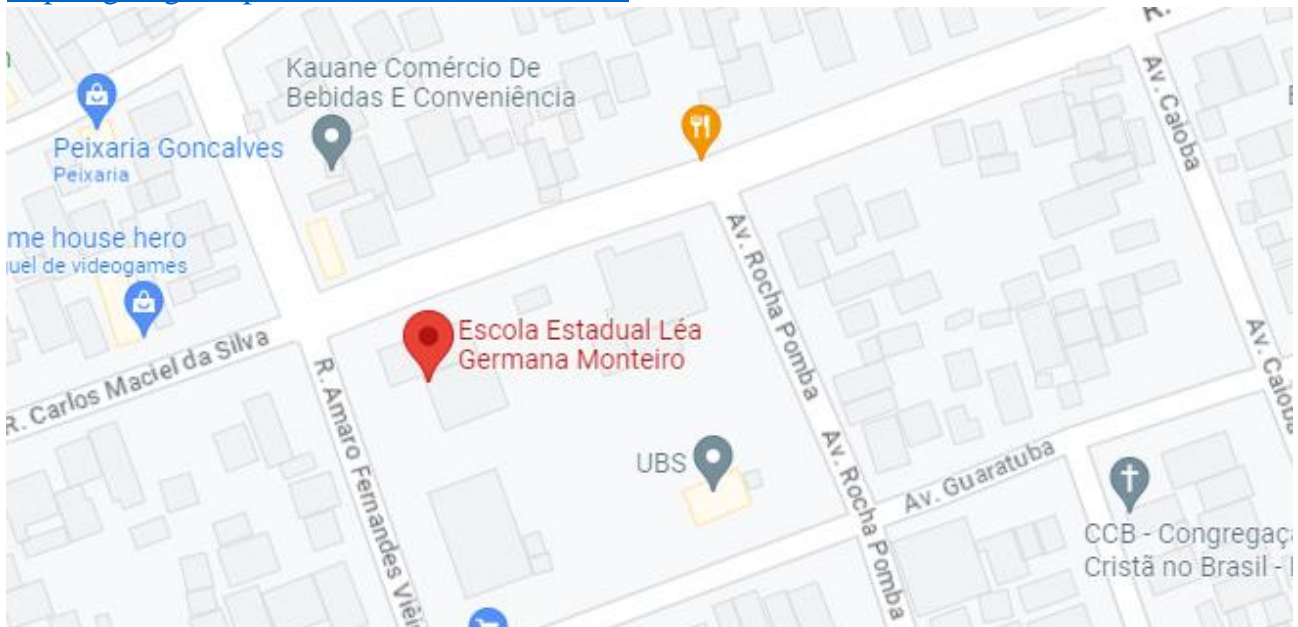 R.
Kauane Comércio De
Bebidas E Conveniência
Av. Caioba
Peixaria Goncalves
Peixaria
me house hero
uel de videogames
Av. Rocha Pomba
Escola Estadual Léa
Germana Monteiro
R. Carlos Maciel da Silva
R. Amaro Fernandes Viêi
Av. Caioba
UBS
Av. Rocha Pomba
Av. Guaratuba
CCB - Congregaç
Cristã no Brasil -